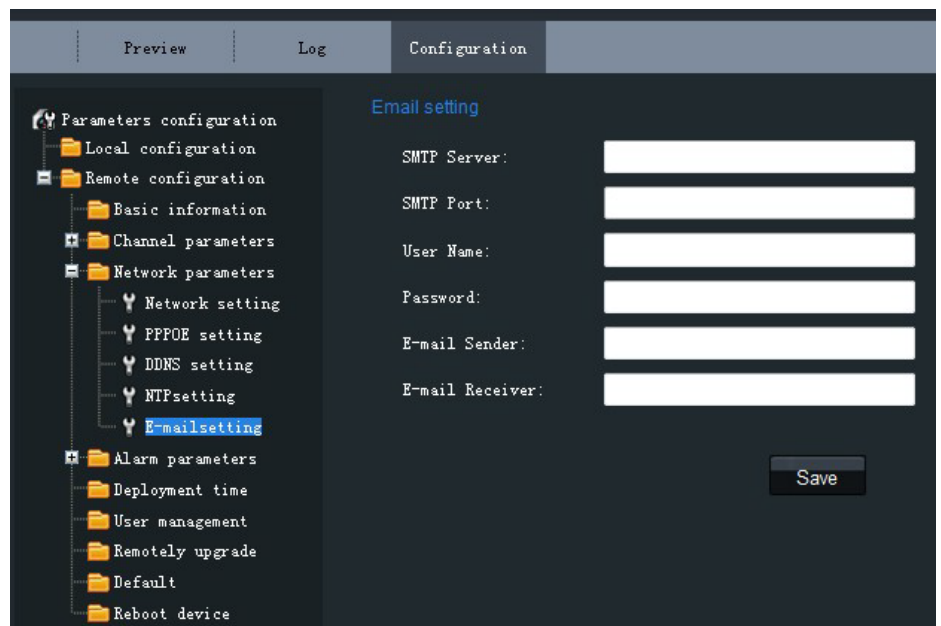 Preview Log Configuration
Parameters configuration
Local configuration
Remote configuration
Basic information
Channel parameters
Network parameters
Network setting
PPPOE setting
DDNS setting
NTPsetting
E-mailsetting
Alarm parameters
Deployment time
User management
Remotely upgrade
Default
Reboot device
Email setting
SMTP Server:
SMTP Port:
User Name:
Password:
E-mail Sender:
E-mail Receiver:
Save